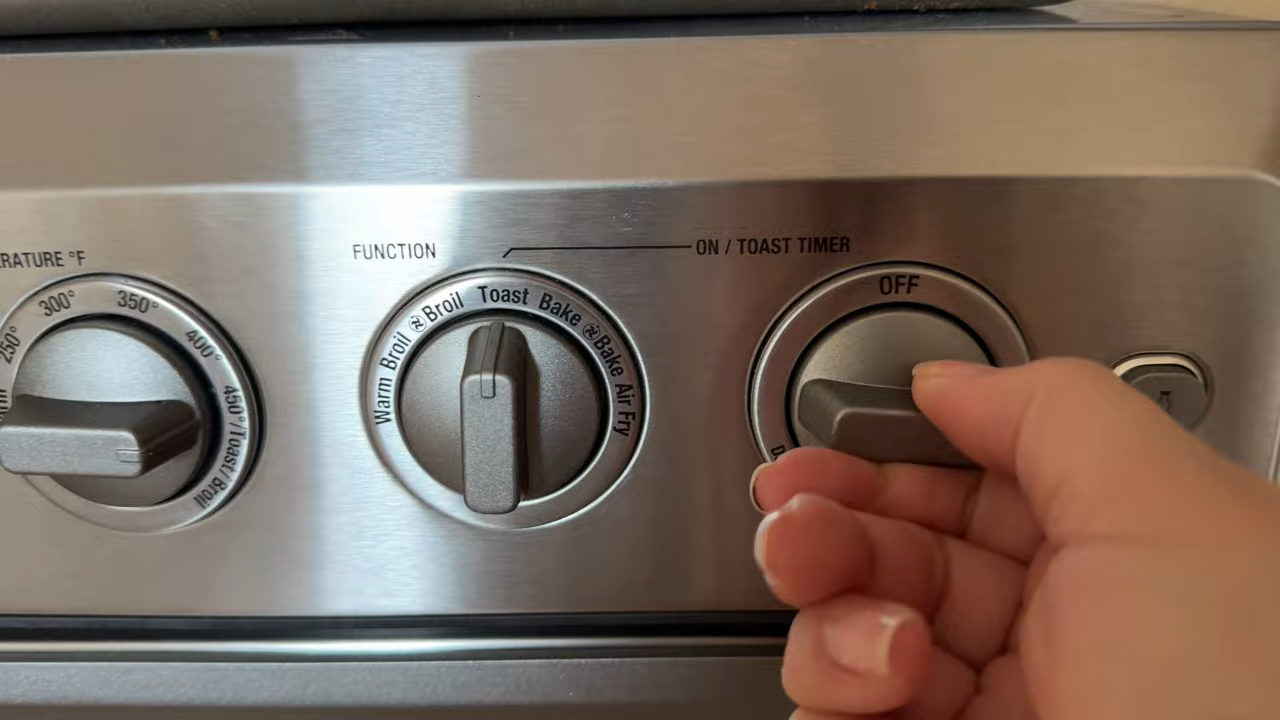 ERATURE °F
250°
300°
350°
400°
450°/Toast/Broil
FUNCTION
Warm
Broil
Broil
Toast
Bake
Bake
Air Fry
ON / TOAST TIMER
OFF